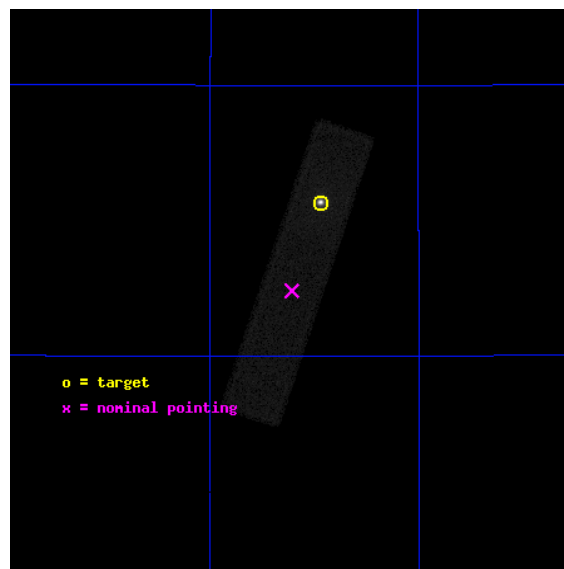 o = target
x = nominal pointing